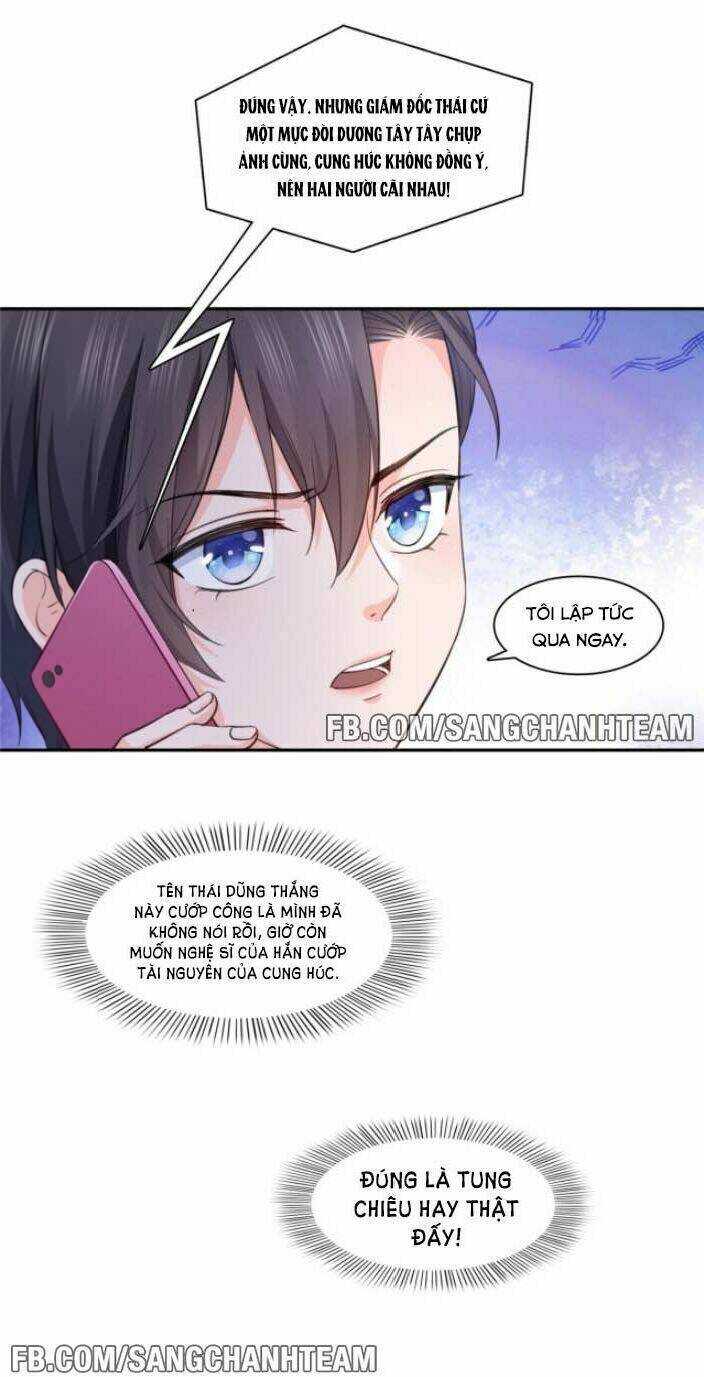 ĐÚNG VẬY, NHƯNG GIÁM ĐỐC THÁI CỨ
MỘT MỰC ĐÒI DƯƠNG TÂY TÂY CHỤP
ẢNH CÙNG, CUNG HÚC KHÔNG ĐỒNG Ý,
NÊN HAI NGƯỜI CÃI NHAU!
TÔI LẬP TỨC
QUA NGAY.
FB.COM/SANGCHANHTEAM
TÊN THÁI DŨNG THẮNG
NÀY CƯỚP CÔNG LÀ MÌNH ĐÃ
KHÔNG NÓI RỒI, GIỜ CÒN
MUỐN NGHỆ SĨ CỦA HẮN CƯỚP
TÀI NGUYÊN CỦA CUNG HÚC.
ĐÚNG LÀ TUNG
CHIÊU HAY THẬT
ĐẤY!
FB.COM/SANGCHANHTEAM